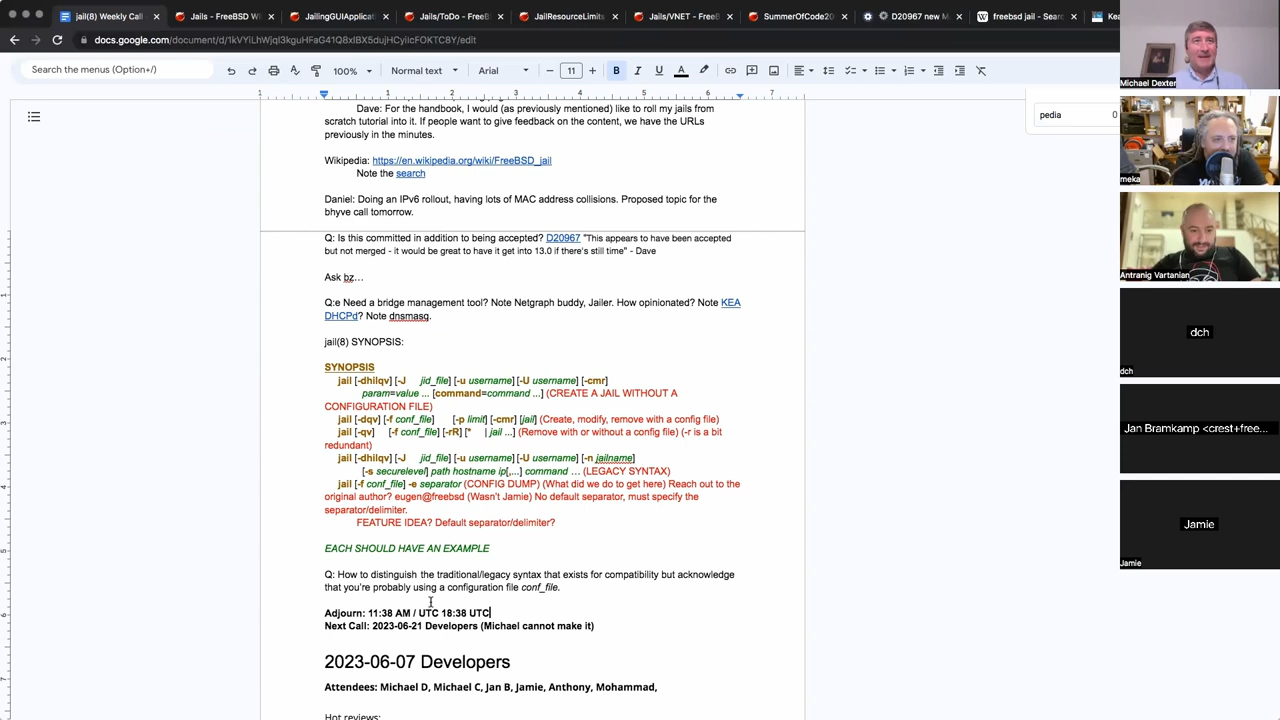 jail(8) Weekly Call
Jails - FreeBSD W
JailingGUIApplica
Jails/ToDo - FreeB
JailResourceLimits
Jails/VNET - FreeB
SummerOfCode20
D20967 new M
freebsd jail - Sear
Kea
docs.google.com/document/d/1kVYiLhWjql3kguHFaG41Q8xIBX5dujHCyiicFOKTC8Y/edit
Search the menus (Option+/)
100%
Normal text
Arial
11
B I U A
1 1 2 3 4 5 6 7
pedia 0
Dave: For the handbook, I would (as previously mentioned) like to roll my jails from
scratch tutorial into it. If people want to give feedback on the content, we have the URLs
previously in the minutes.
Wikipedia: https://en.wikipedia.org/wiki/FreeBSD_jail
Note the search
Daniel: Doing an IPv6 rollout, having lots of MAC address collisions. Proposed topic for the
bhyve call tomorrow.
Q: Is this committed in addition to being accepted? D20967 "This appears to have been accepted
but not merged - it would be great to have it get into 13.0 if there's still time" - Dave
Ask bz…
Q:e Need a bridge management tool? Note Netgraph buddy, Jailer. How opinionated? Note KEA
DHCPd? Note dnsmasq.
jail(8) SYNOPSIS:
SYNOPSIS
jail [-dhilqv] [-J jid_file] [-u username] [-U username] [-cmr]
param=value ... [command=command ...] (CREATE A JAIL WITHOUT A
CONFIGURATION FILE)
jail [-dqv] [-f conf_file] [-p limit] [-cmr] [jail] (Create, modify, remove with a config file)
jail [-qv] [-f conf_file] [-rR] [* | jail ...] (Remove with or without a config file) (-r is a bit
redundant)
jail [-dhilqv] [-J jid_file] [-u username] [-U username] [-n jailname]
[-s securelevel] path hostname ip[,...] command … (LEGACY SYNTAX)
jail [-f conf_file] -e separator (CONFIG DUMP) (What did we do to get here) Reach out to the
original author? eugen@freebsd (Wasn't Jamie) No default separator, must specify the
separator/delimiter.
FEATURE IDEA? Default separator/delimiter?
EACH SHOULD HAVE AN EXAMPLE
Q: How to distinguish the traditional/legacy syntax that exists for compatibility but acknowledge
that you're probably using a configuration file conf_file.
Adjourn: 11:38 AM / UTC 18:38 UTC
Next Call: 2023-06-21 Developers (Michael cannot make it)
2023-06-07 Developers
Attendees: Michael D, Michael C, Jan B, Jamie, Anthony, Mohammad,
Hot reviews:
Michael Dexter
meka
Antranig Vartanian
dch
dch
Jan Bramkamp <crest+free...
Jamie
Jamie